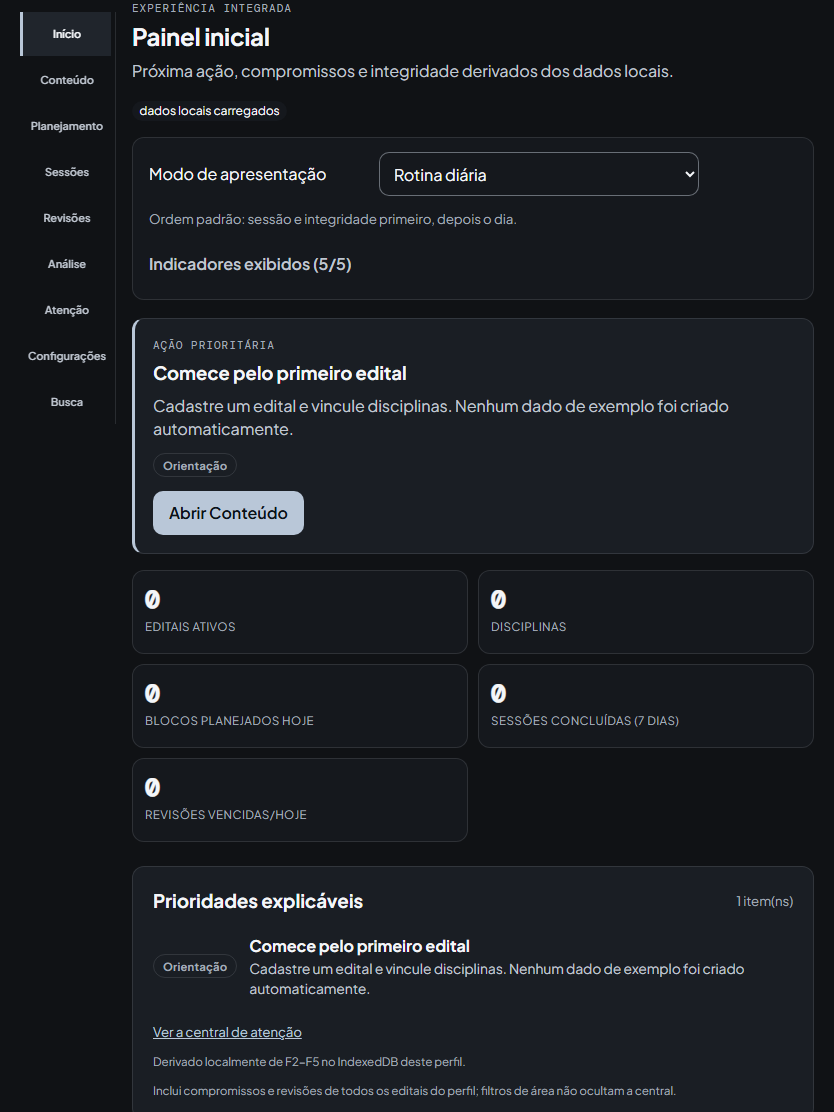 Início
Conteúdo
Planejamento
Sessões
Revisões
Análise
Atenção
Configurações
Busca
EXPERIÊNCIA INTEGRADA
Painel inicial
Próxima ação, compromissos e integridade derivados dos dados locais.
dados locais carregados
Modo de apresentação
Rotina diária
Ordem padrão: sessão e integridade primeiro, depois o dia.
Indicadores exibidos (5/5)
AÇÃO PRIORITÁRIA
Comece pelo primeiro edital
Cadastre um edital e vincule disciplinas. Nenhum dado de exemplo foi criado
automaticamente.
Orientação
Abrir Conteúdo
0
EDITAIS ATIVOS
0
DISCIPLINAS
0
BLOCOS PLANEJADOS HOJE
0
SESSÕES CONCLUÍDAS (7 DIAS)
0
REVISÕES VENCIDAS/HOJE
Prioridades explicáveis
1 item(ns)
Orientação
Comece pelo primeiro edital
Cadastre um edital e vincule disciplinas. Nenhum dado de exemplo foi criado
automaticamente.
Ver a central de atenção
Derivado localmente de F2–F5 no IndexedDB deste perfil.
Inclui compromissos e revisões de todos os editais do perfil; filtros de área não ocultam a central.